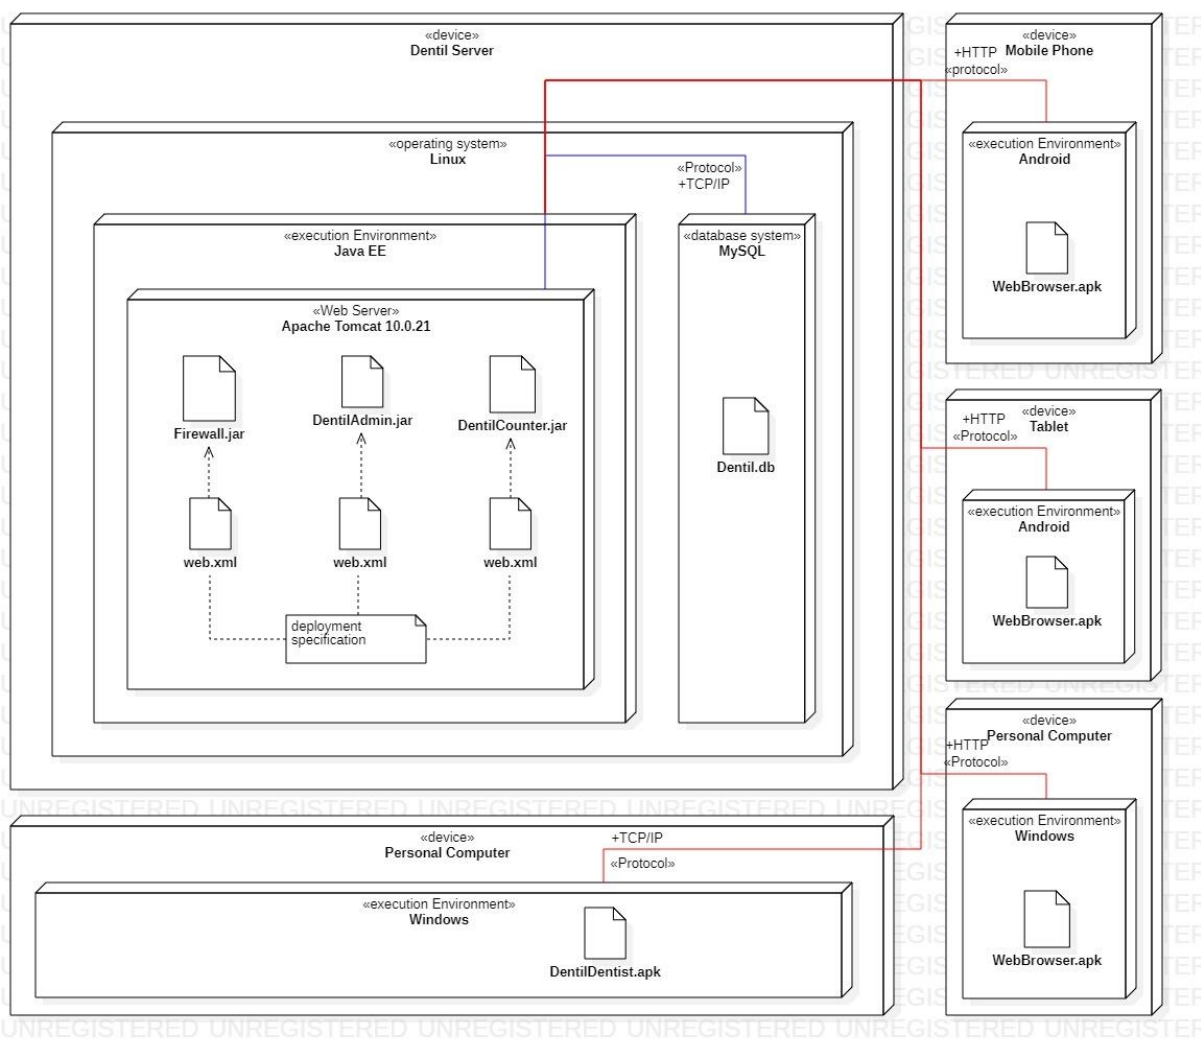 «device»
Dentil Server
«operating system»
Linux
«Protocol»
+TCP/IP
«execution Environment»
Java EE
«Web Server»
Apache Tomcat 10.0.21
Firewall.jar
DentilAdmin.jar
DentilCounter.jar
web.xml
web.xml
web.xml
deployment
specification
«database system»
MySQL
Dentil.db
«device»
Mobile Phone
+HTTP
«protocol»
«execution Environment»
Android
WebBrowser.apk
«device»
Tablet
+HTTP
«Protocol»
«execution Environment»
Android
WebBrowser.apk
«device»
Personal Computer
+HTTP
«Protocol»
«execution Environment»
Windows
WebBrowser.apk
«device»
Personal Computer
+TCP/IP
«Protocol»
«execution Environment»
Windows
DentilDentist.apk
UNREGISTERED UNREGISTERED UNREGISTERED UNREGISTERED
UNREGISTERED UNREGISTERED UNREGISTERED UNREGISTERED UNREGISTERED